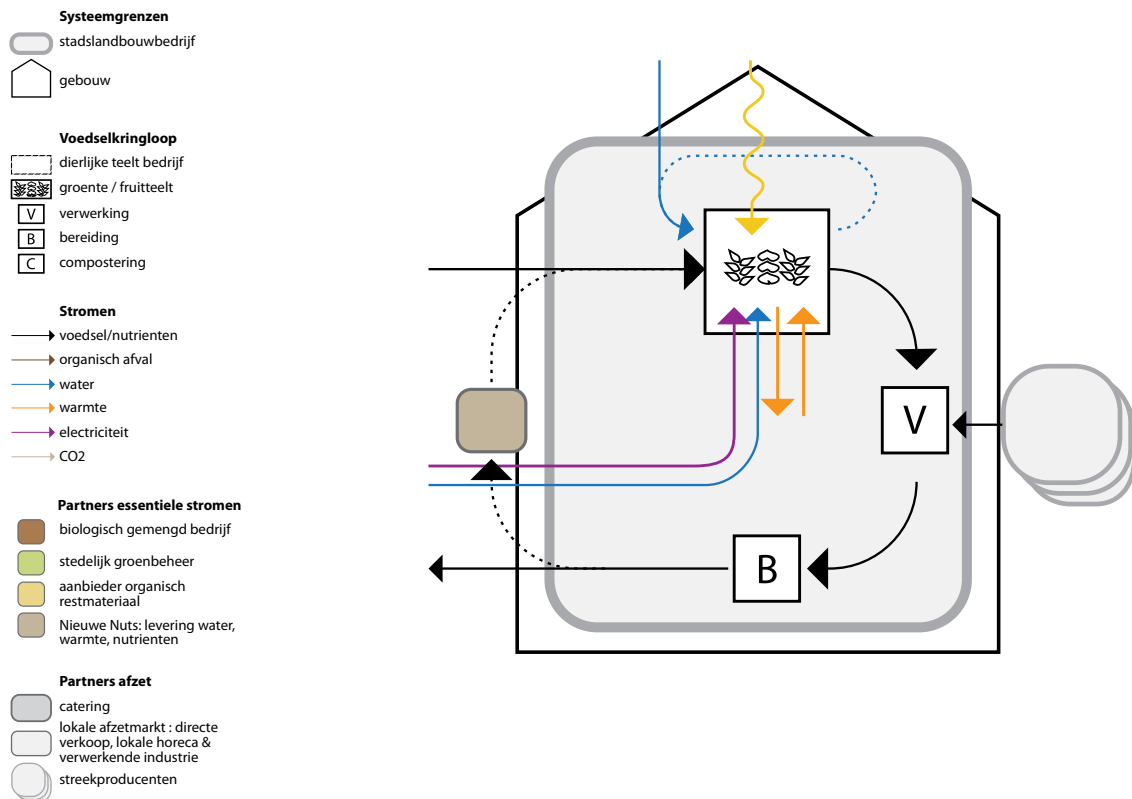 Systeemgrenzen
stadslandbouwbedrijf
gebouw
Voedselkringloop
dierlijke teelt bedrijf
groente / fruitteelt
V verwerking
B bereiding
C compostering
Stromen
voedsel/nutrienten
organisch afval
water
warmte
electriciteit
CO2
Partners essentiele stromen
biologisch gemengd bedrijf
stedelijk groenbeheer
aanbieder organisch
restmateriaal
Nieuwe Nuts: levering water,
warmte, nutrienten
Partners afzet
catering
lokale afzetmarkt : directe
verkoop, lokale horeca &
verwerkende industrie
streekproducenten
V
B